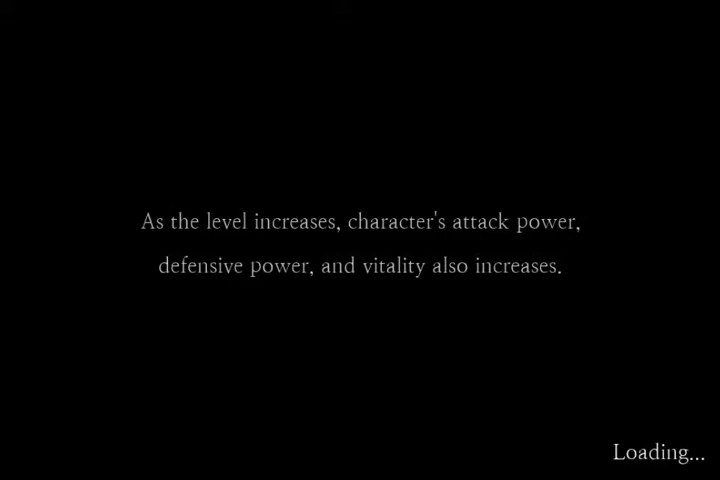 As the level increases, character's attack power,
defensive power, and vitality also increases.
Loading...